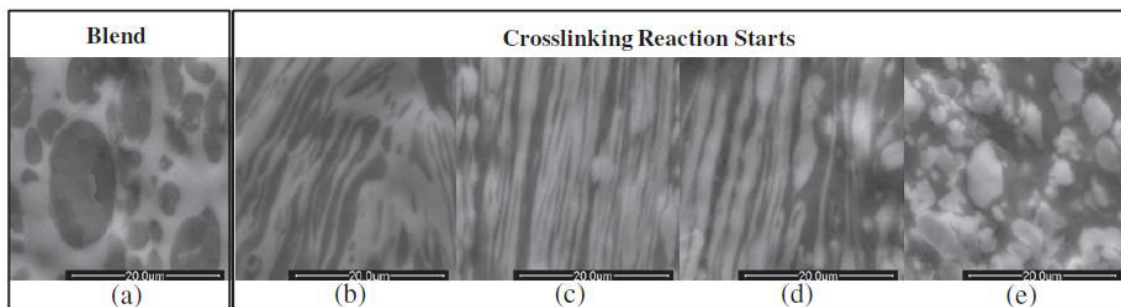 Blend
Crosslinking Reaction Starts
20.0um
20.0um
20.0um
20.0um
20.0um
(a)
(b)
(c)
(d)
(e)